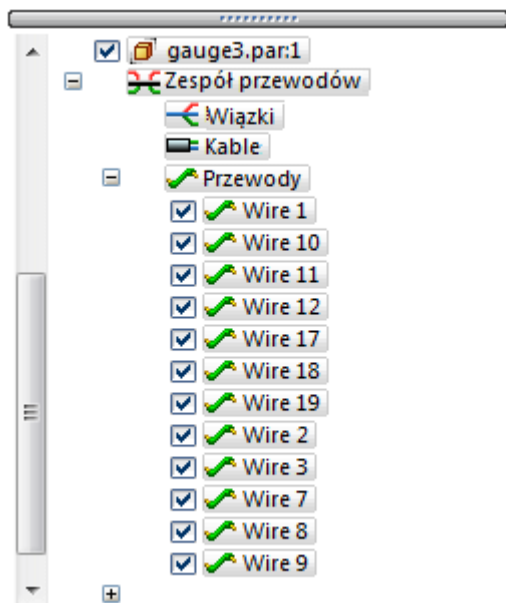 gauge3.par:1
Zespół przewodów
Wiązki
Kable
Przewody
Wire 1
Wire 10
Wire 11
Wire 12
Wire 17
Wire 18
Wire 19
Wire 2
Wire 3
Wire 7
Wire 8
Wire 9